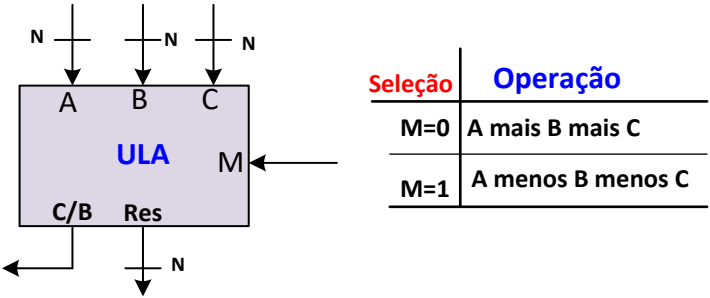 N
N
N
A
B
C
ULA
M
C/B
Res
N
Seleção Operação
M=0 A mais B mais C
M=1 A menos B menos C